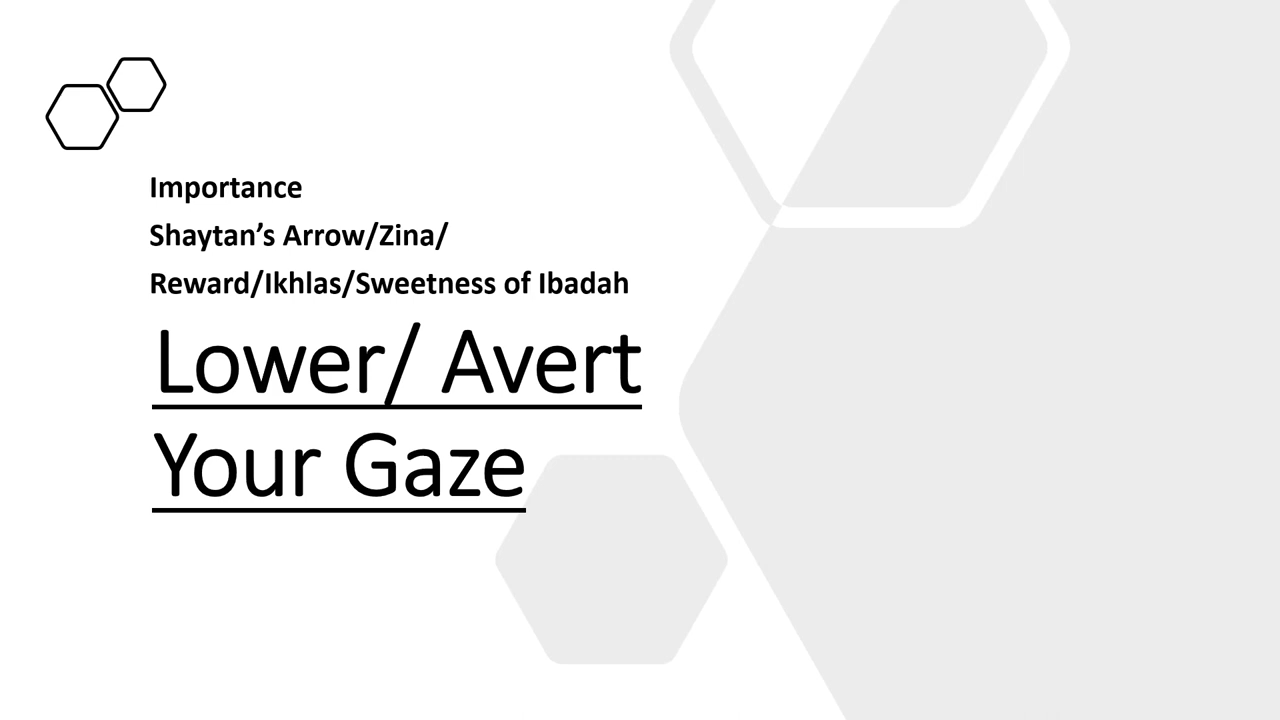 Importance
Shaytan’s Arrow/Zina/
Reward/Ikhlas/Sweetness of Ibadah
Lower/ Avert
Your Gaze